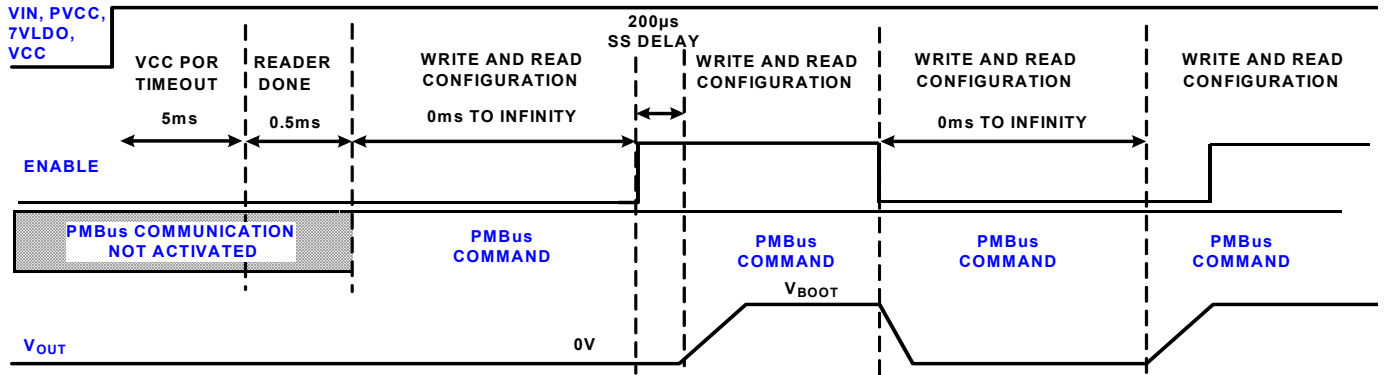 VIN, PVCC,
7VLDO,
VCC
VCC POR
TIMEOUT
5ms
READER
DONE
0.5ms
WRITE AND READ
CONFIGURATION
0ms TO INFINITY
200µs
SS DELAY
WRITE AND READ
CONFIGURATION
WRITE AND READ
CONFIGURATION
0ms TO INFINITY
WRITE AND READ
CONFIGURATION
ENABLE
PMBus COMMUNICATION
NOT ACTIVATED
PMBus
COMMAND
PMBus
COMMAND
PMBus
COMMAND
PMBus
COMMAND
VBOOT
VOUT
0V